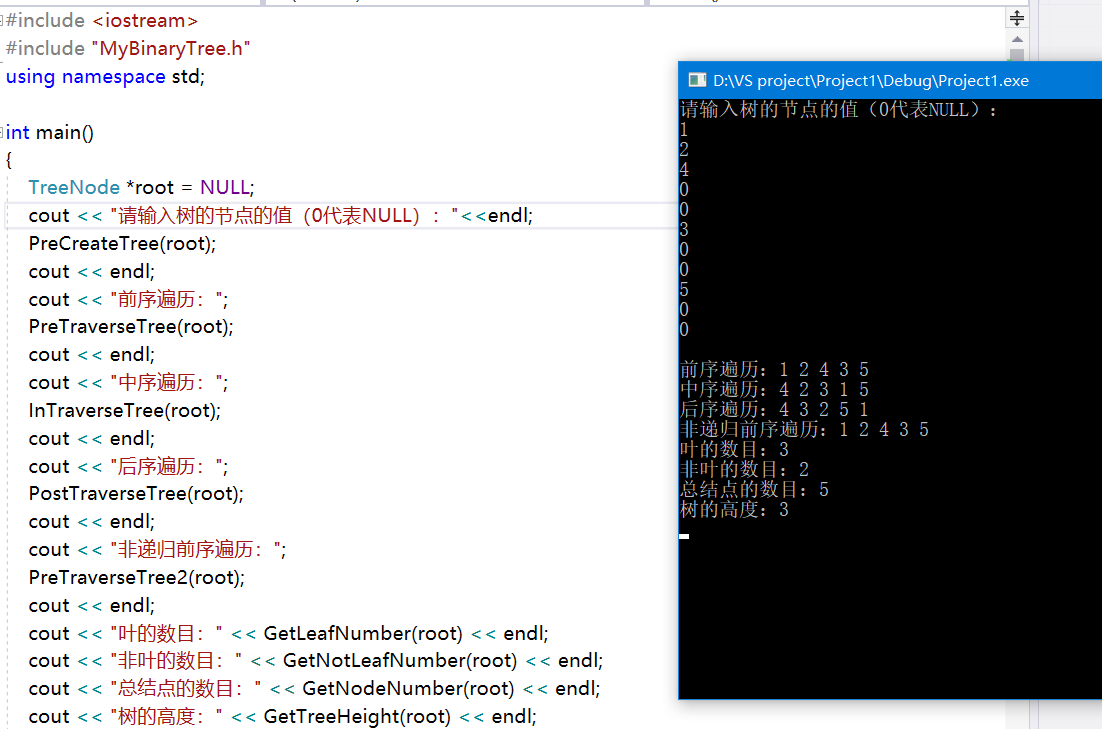 #include <iostream>
#include "MyBinaryTree.h"
using namespace std;
int main()
{
TreeNode *root = NULL;
cout << "请输入树的节点的值（0代表NULL）："<<endl;
PreCreateTree(root);
cout << endl;
cout << "前序遍历：";
PreTraverseTree(root);
cout << endl;
cout << "中序遍历：";
InTraverseTree(root);
cout << endl;
cout << "后序遍历：";
PostTraverseTree(root);
cout << endl;
cout << "非递归前序遍历：";
PreTraverseTree2(root);
cout << endl;
cout << "叶的数目：" << GetLeafNumber(root) << endl;
cout << "非叶的数目：" << GetNotLeafNumber(root) << endl;
cout << "总结点的数目：" << GetNodeNumber(root) << endl;
cout << "树的高度：" << GetTreeHeight(root) << endl;
D:\VS project\Project1\Debug\Project1.exe
请输入树的节点的值（0代表NULL）：
1
2
4
0
0
3
0
0
5
0
0
前序遍历：1 2 4 3 5
中序遍历：4 2 3 1 5
后序遍历：4 3 2 5 1
非递归前序遍历：1 2 4 3 5
叶的数目：3
非叶的数目：2
总结点的数目：5
树的高度：3